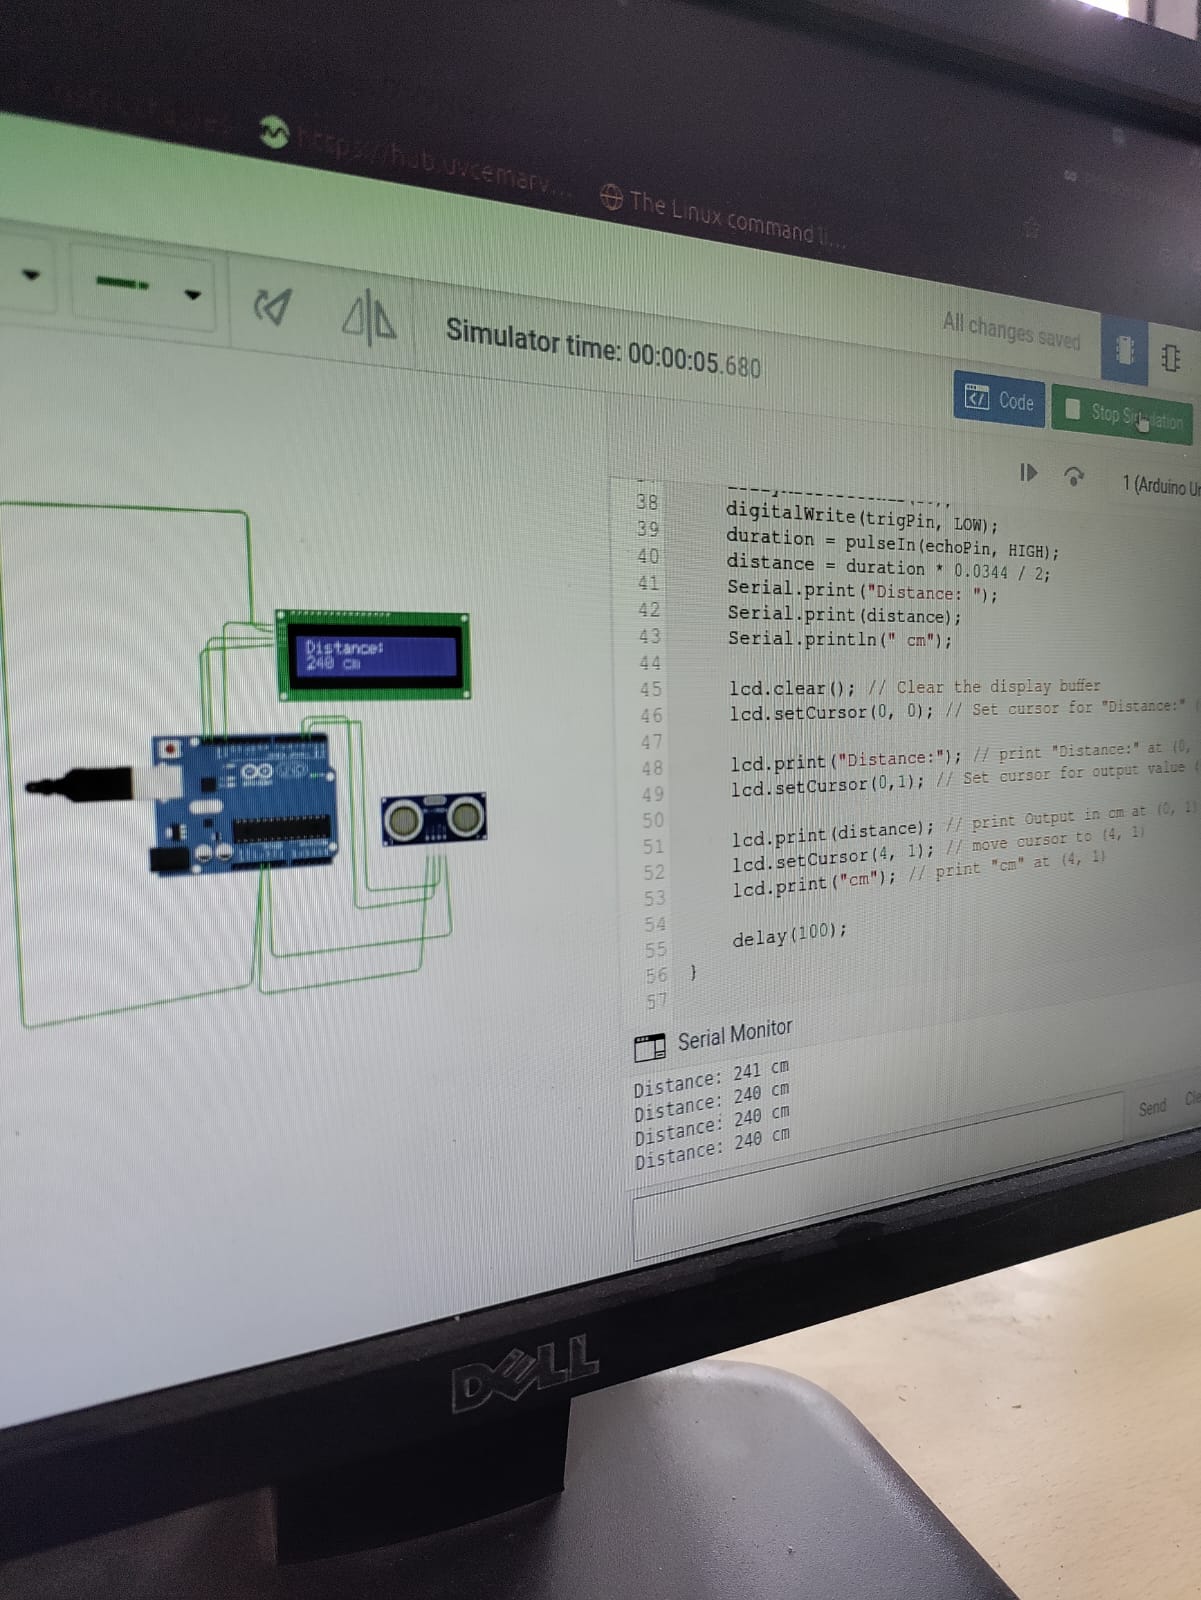 https://hub.uvcemarv...
The Linux command li...
All changes saved
Simulator time: 00:00:05.680
Code
Stop Simulation
1 (Arduino Un
Distance:
240 cm
38
39 digitalWrite(trigPin, LOW);
40 duration = pulseIn(echoPin, HIGH);
41 distance = duration * 0.0344 / 2;
42 Serial.print("Distance: ");
43 Serial.print(distance);
44 Serial.println(" cm");
45
46 lcd.clear(); // Clear the display buffer
47 lcd.setCursor(0, 0); // Set cursor for "Distance:" (
48
49 lcd.print("Distance:"); // print "Distance:" at (0,
50 lcd.setCursor(0,1); // Set cursor for output value (
51
52 lcd.print(distance); // print Output in cm at (0, 1)
53 lcd.setCursor(4, 1); // move cursor to (4, 1)
54 lcd.print("cm"); // print "cm" at (4, 1)
55
56 delay(100);
57 }
Serial Monitor
Distance: 241 cm
Distance: 240 cm
Distance: 240 cm
Distance: 240 cm
Send
Cle
DELL